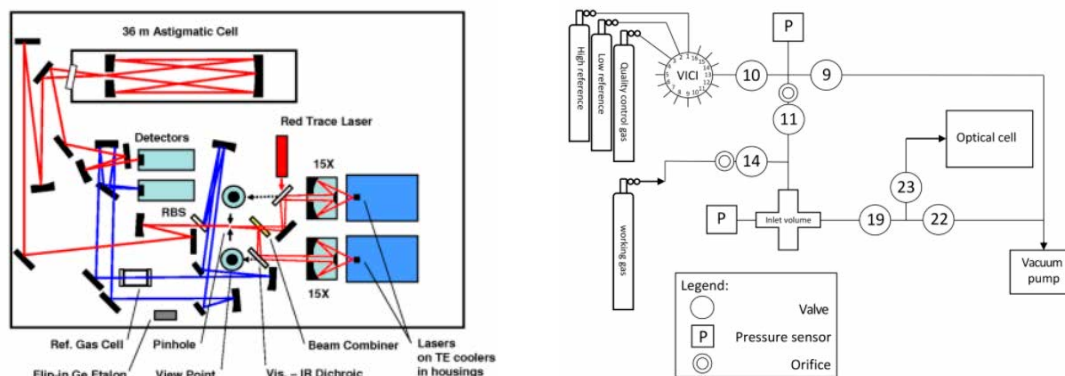 36 m Astigmatic Cell
Red Trace Laser
Detectors
15X
RBS
15X
Ref. Gas Cell
Pinhole
Beam Combiner
Lasers
on TE coolers
in housings
Flip-in Ge Etalon
View Point
Vis. – IR Dichroic
High reference
Low reference
Quality control gas
VICI
P
10
9
11
Optical cell
14
23
P
Inlet volume
19
22
working gas
Vacuum
pump
Legend:
Valve
P
Pressure sensor
Orifice